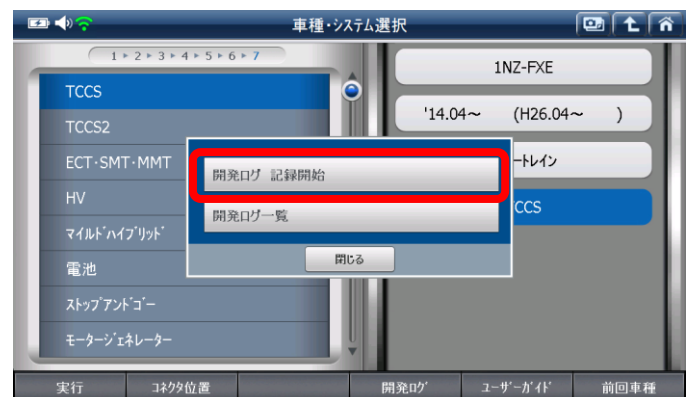 車種･システム選択
1 ▸ 2 ▸ 3 ▸ 4 ▸ 5 ▸ 6 ▸ 7
TCCS
TCCS2
ECT･SMT･MMT
HV
ﾏｲﾙﾄﾞﾊｲﾌﾞﾘｯﾄﾞ
電池
ｽﾄｯﾌﾟｱﾝﾄﾞｺﾞｰ
ﾓｰﾀｰｼﾞｪﾈﾚｰﾀｰ
1NZ-FXE
'14.04～ (H26.04～ )
ｰﾄﾚｲﾝ
CCS
開発ﾛｸﾞ 記録開始
開発ﾛｸﾞ一覧
閉じる
実行
ｺﾈｸﾀ位置
開発ﾛｸﾞ
ﾕｰｻﾞｰｶﾞｲﾄﾞ
前回車種